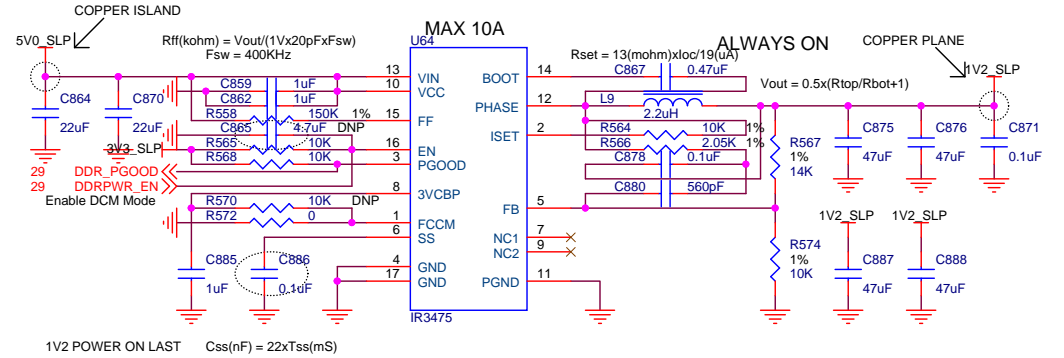 COPPER ISLAND
5V0_SLP
Rff(kohm) = Vout/(1Vx20pFxFsw)
Fsw = 400KHz
MAX 10A
U64
ALWAYS ON
Rset = 13(mohm)xIoc/19(uA)
COPPER PLANE
1V2_SLP
Vout = 0.5x(Rtop/Rbot+1)
C864
22uF
C870
22uF
C859
1uF
C862
1uF
R558
150K
1%
C865
4.7uF
DNP
3V3_SLP
R565
10K
R568
10K
29
DDR_PGOOD
29
DDRPWR_EN
Enable DCM Mode
R570
10K
DNP
R572
0
C885
1uF
C886
0.1uF
13
VIN
10
VCC
15
FF
16
EN
3
PGOOD
8
3VCBP
1
FCCM
6
SS
4
GND
17
GND
BOOT
14
PHASE
12
ISET
2
FB
5
NC1
7
NC2
9
PGND
11
IR3475
C867
0.47uF
L9
2.2uH
R564
10K
1%
R566
2.05K
1%
C878
0.1uF
C880
560pF
R567
1%
14K
R574
1%
10K
C875
47uF
C876
47uF
C871
0.1uF
1V2_SLP
1V2_SLP
C887
47uF
C888
47uF
1V2 POWER ON LAST
Css(nF) = 22xTss(mS)